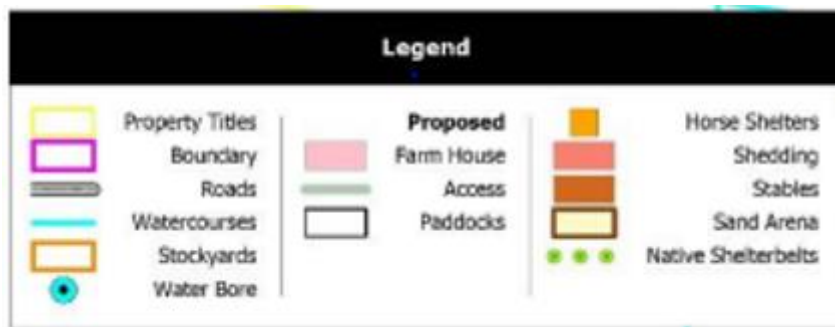 Legend
Property Titles
Boundary
Roads
Watercourses
Stockyards
Water Bore
Proposed
Farm House
Access
Paddocks
Horse Shelters
Shedding
Stables
Sand Arena
Native Shelterbelts